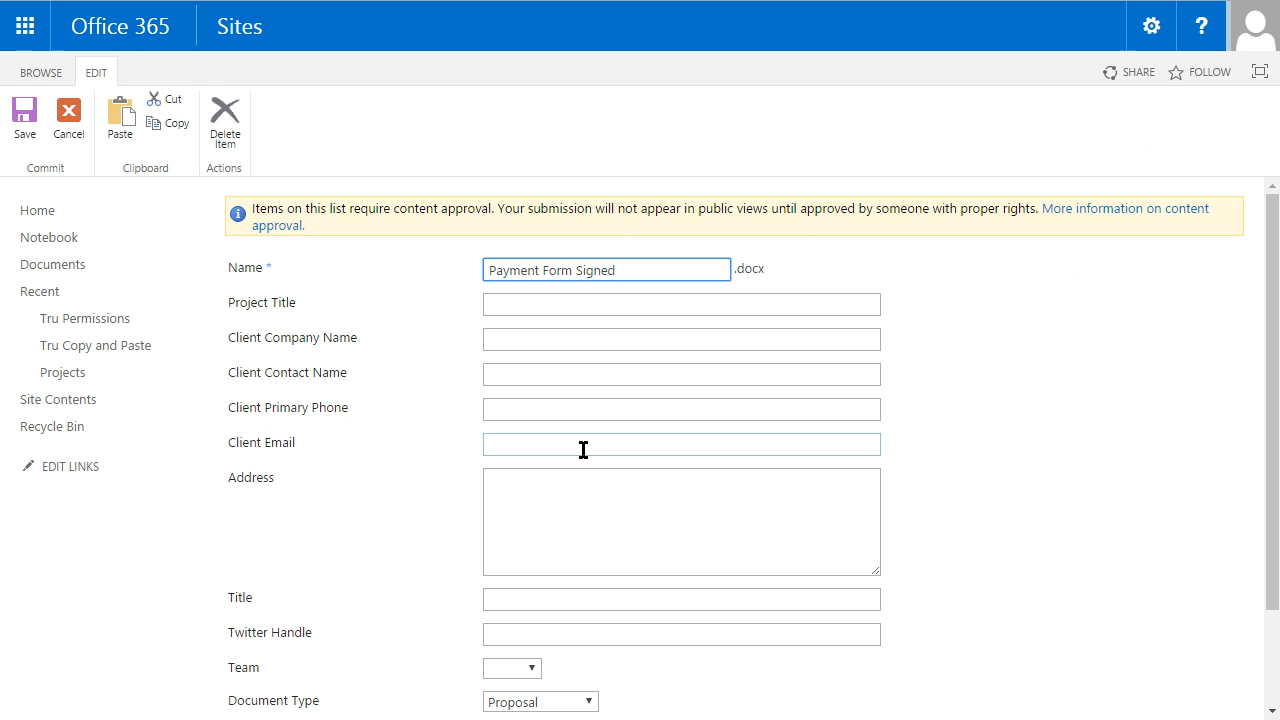 Office 365
Sites
?
BROWSE
EDIT
SHARE
FOLLOW
Save
Cancel
Paste
Cut
Copy
Delete
Item
Commit
Clipboard
Actions
Home
Notebook
Documents
Recent
Tru Permissions
Tru Copy and Paste
Projects
Site Contents
Recycle Bin
EDIT LINKS
Items on this list require content approval. Your submission will not appear in public views until approved by someone with proper rights. More information on content
approval.
Name *
Payment Form Signed .docx
Project Title
Client Company Name
Client Contact Name
Client Primary Phone
Client Email
Address
Title
Twitter Handle
Team
Document Type
Proposal